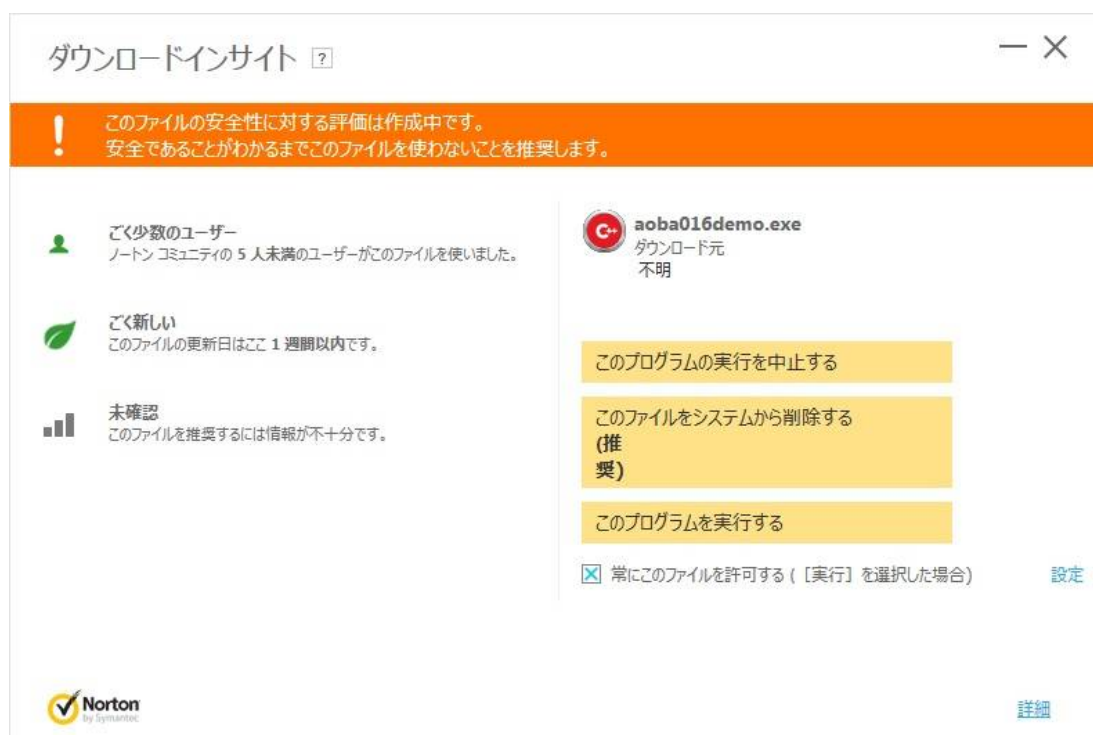 ダウンロードインサイト ?
このファイルの安全性に対する評価は作成中です。
安全であることがわかるまでこのファイルを使わないことを推奨します。
ごく少数のユーザー
ノートン コミュニティの 5 人未満のユーザーがこのファイルを使いました。
ごく新しい
このファイルの更新日はここ 1 週間以内です。
未確認
このファイルを推奨するには情報が不十分です。
C++
aoba016demo.exe
ダウンロード元
不明
このプログラムの実行を中止する
このファイルをシステムから削除する
(推
奨)
このプログラムを実行する
常にこのファイルを許可する ( [実行] を選択した場合)
設定
Norton
by Symantec
詳細